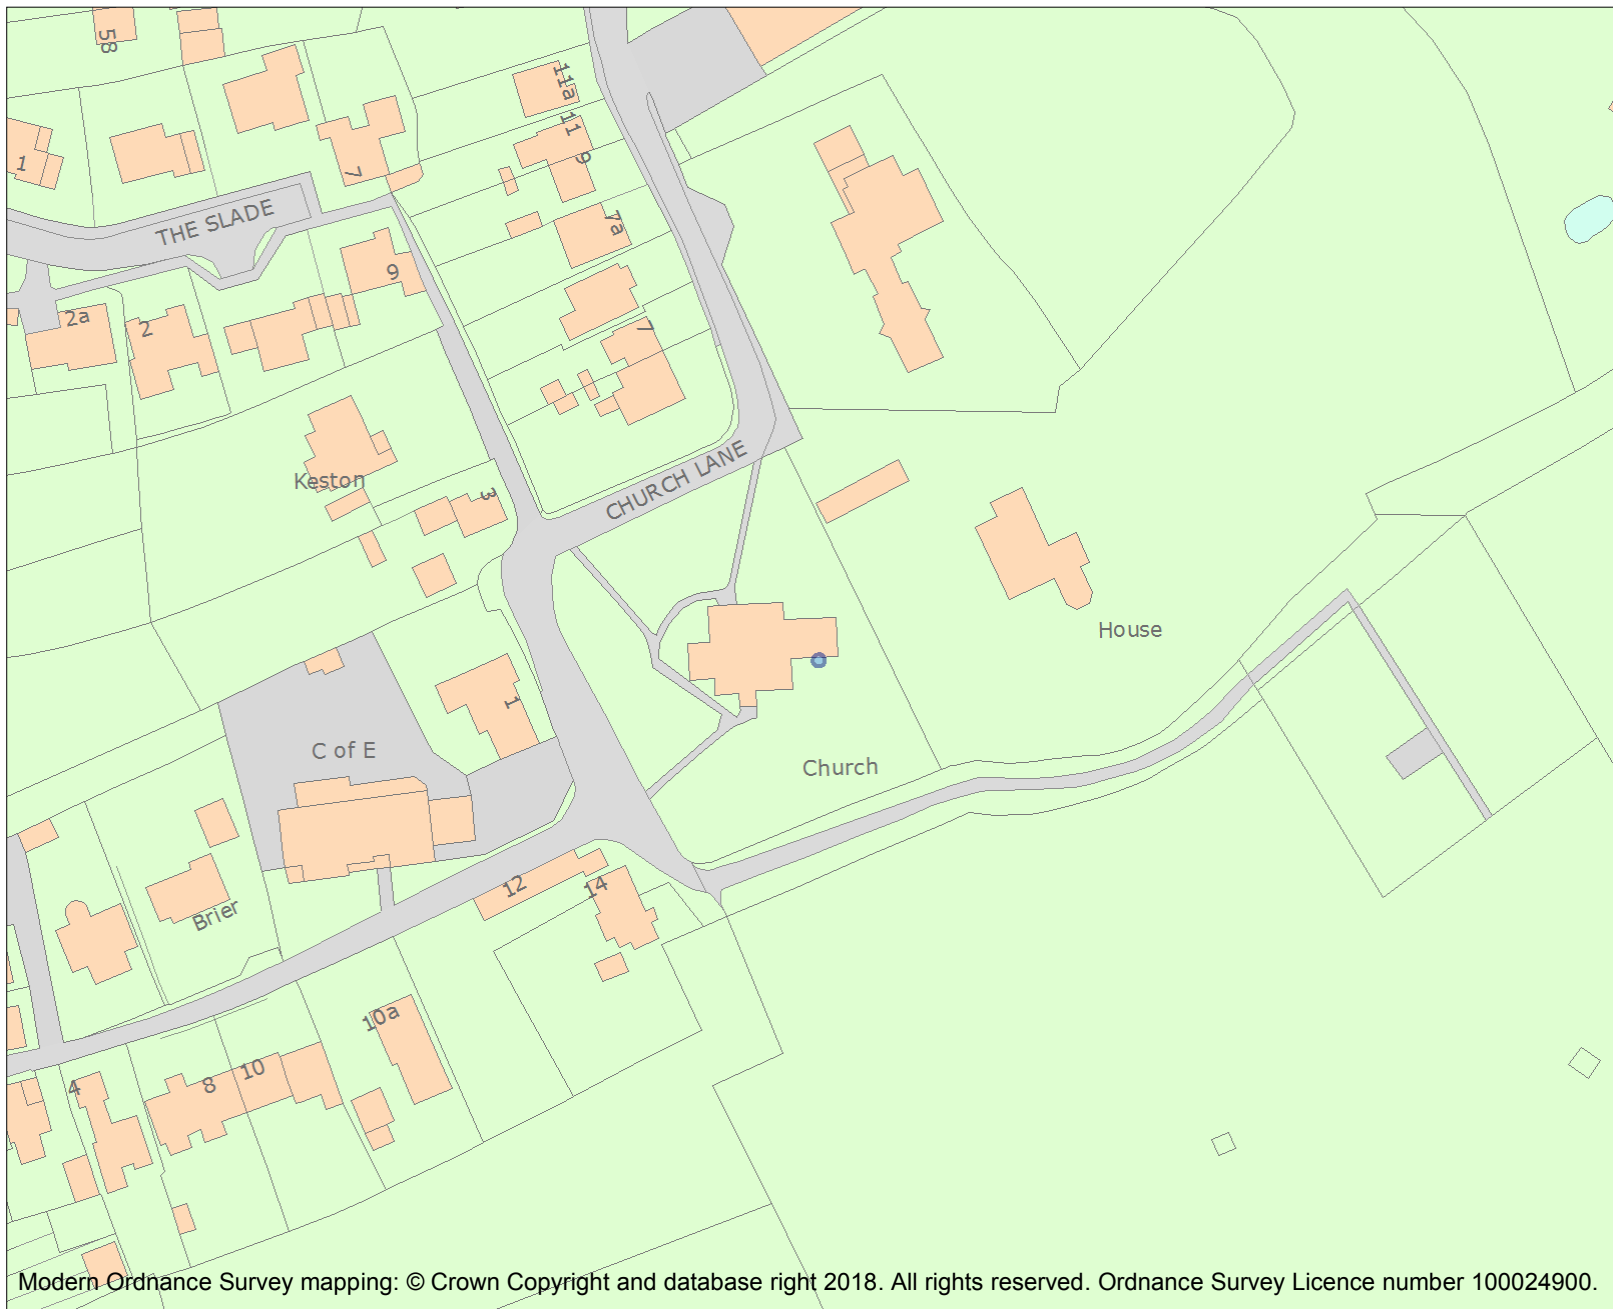 58
11a
11
9
1
7
7a
THE SLADE
9
2a
2
7
Keston
3
CHURCH LANE
House
1
C of E
Church
12
14
Brier
10a
4
8
10
Modern Ordnance Survey mapping: © Crown Copyright and database right 2018. All rights reserved. Ordnance Survey Licence number 100024900.